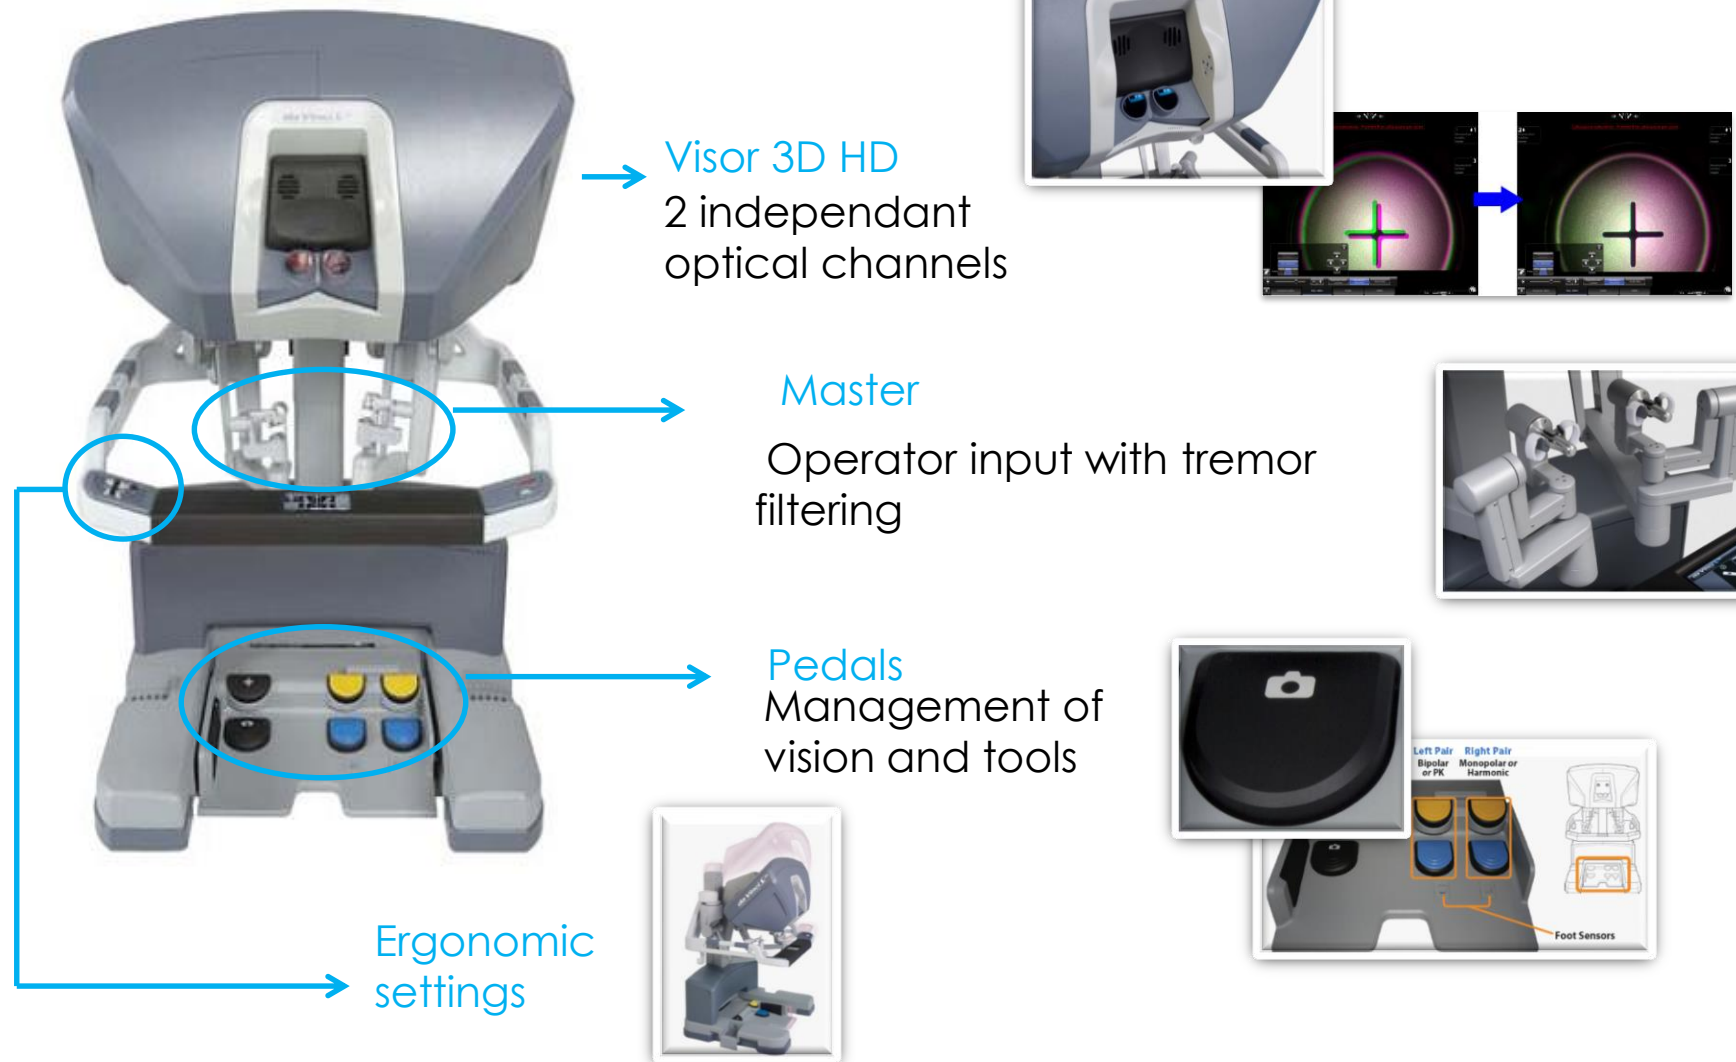 Visor 3D HD
2 independant
optical channels
Master
Operator input with tremor
filtering
Pedals
Management of
vision and tools
Left Pair Right Pair
Bipolar Monopolar or
or PK Harmonic
Foot Sensors
Ergonomic
settings